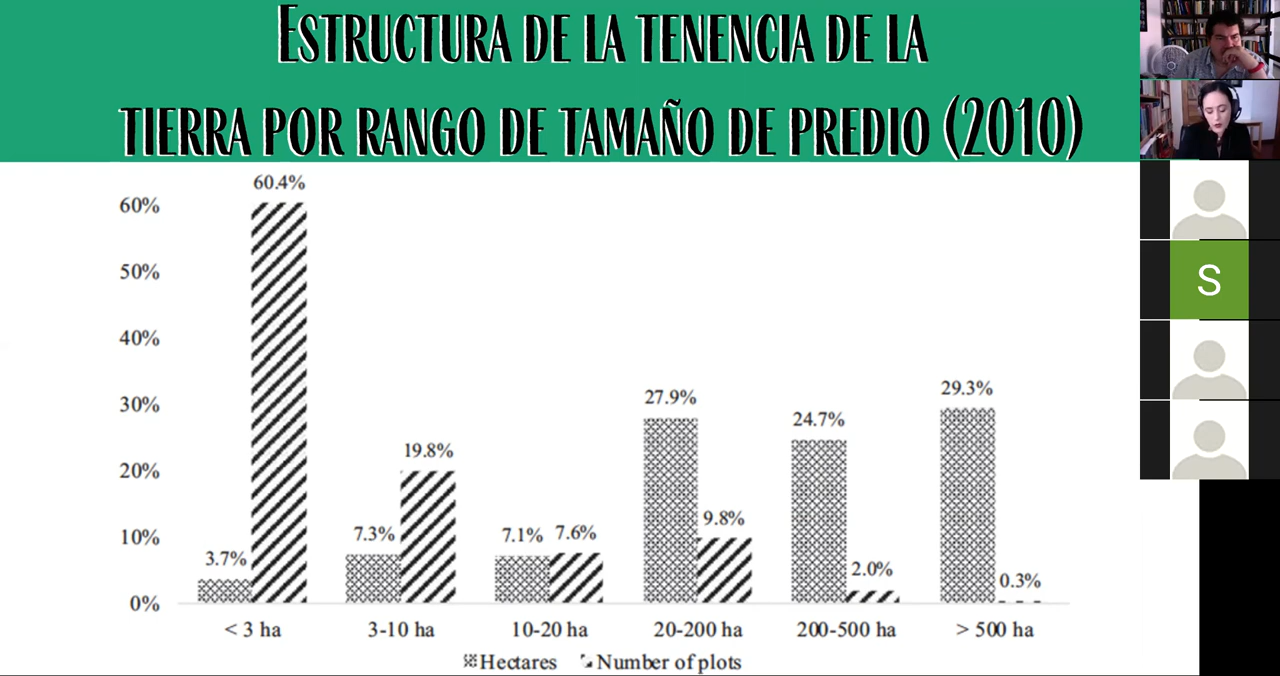 ESTRUCTURA DE LA TENENCIA DE LA
TIERRA POR RANGO DE TAMAÑO DE PREDIO (2010)
60.4%
60%
50%
40%
30%
20%
10%
0%
3.7%
7.3%
19.8%
7.1%
7.6%
27.9%
9.8%
24.7%
2.0%
29.3%
0.3%
< 3 ha
3-10 ha
10-20 ha
20-200 ha
200-500 ha
> 500 ha
Hectares
Number of plots
S